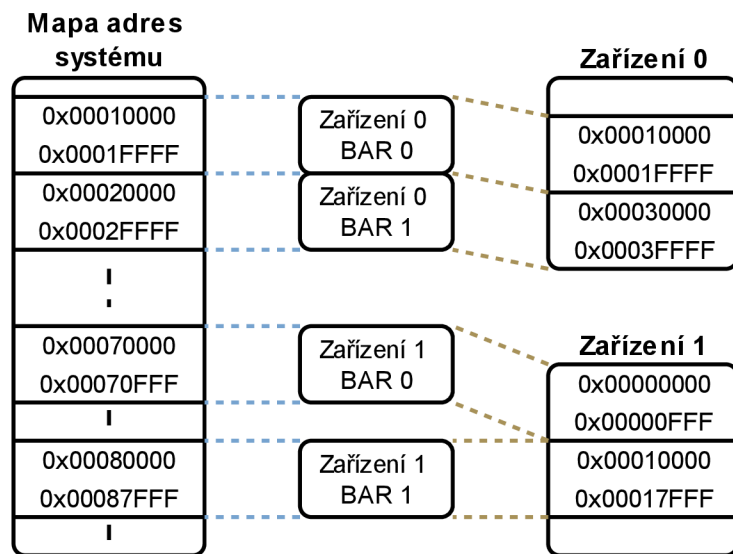 Mapa adres
systému
0x00010000
0x0001FFFF
0x00020000
0x0002FFFF
0x00070000
0x00070FFF
0x00080000
0x00087FFF
Zařízení 0
BAR 0
Zařízení 0
BAR 1
Zařízení 1
BAR 0
Zařízení 1
BAR 1
Zařízení 0
0x00010000
0x0001FFFF
0x00030000
0x0003FFFF
Zařízení 1
0x00000000
0x00000FFF
0x00010000
0x00017FFF